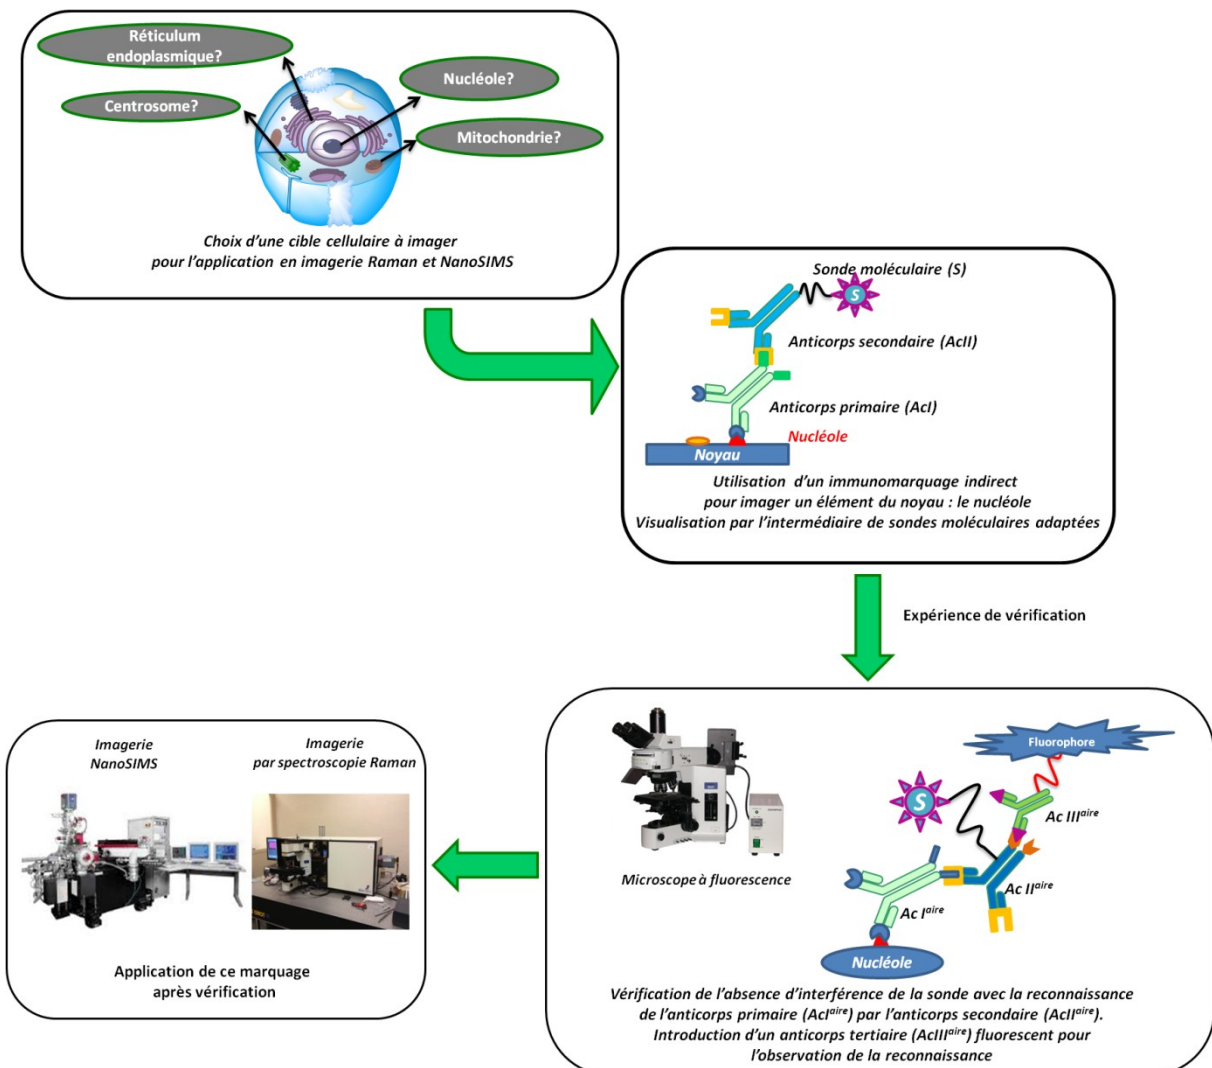 Réticulum
endoplasmique?
Nucléole?
Centrosome?
Mitochondrie?
Choix d'une cible cellulaire à imager
pour l'application en imagerie Raman et NanoSIMS
Sonde moléculaire (S)
S
Anticorps secondaire (AcII)
Anticorps primaire (AcI)
Nucléole
Noyau
Utilisation d'un immunomarquage indirect
pour imager un élément du noyau : le nucléole
Visualisation par l'intermédiaire de sondes moléculaires adaptées
Expérience de vérification
Fluorophore
S
Ac IIIaire
Ac IIaire
Ac Iaire
Nucléole
Microscope à fluorescence
Vérification de l'absence d'interférence de la sonde avec la reconnaissance
de l'anticorps primaire (AcIaire) par l'anticorps secondaire (AcIIaire).
Introduction d'un anticorps tertiaire (AcIIIaire) fluorescent pour
l'observation de la reconnaissance
Imagerie
NanoSIMS
Imagerie
par spectroscopie Raman
Application de ce marquage
après vérification